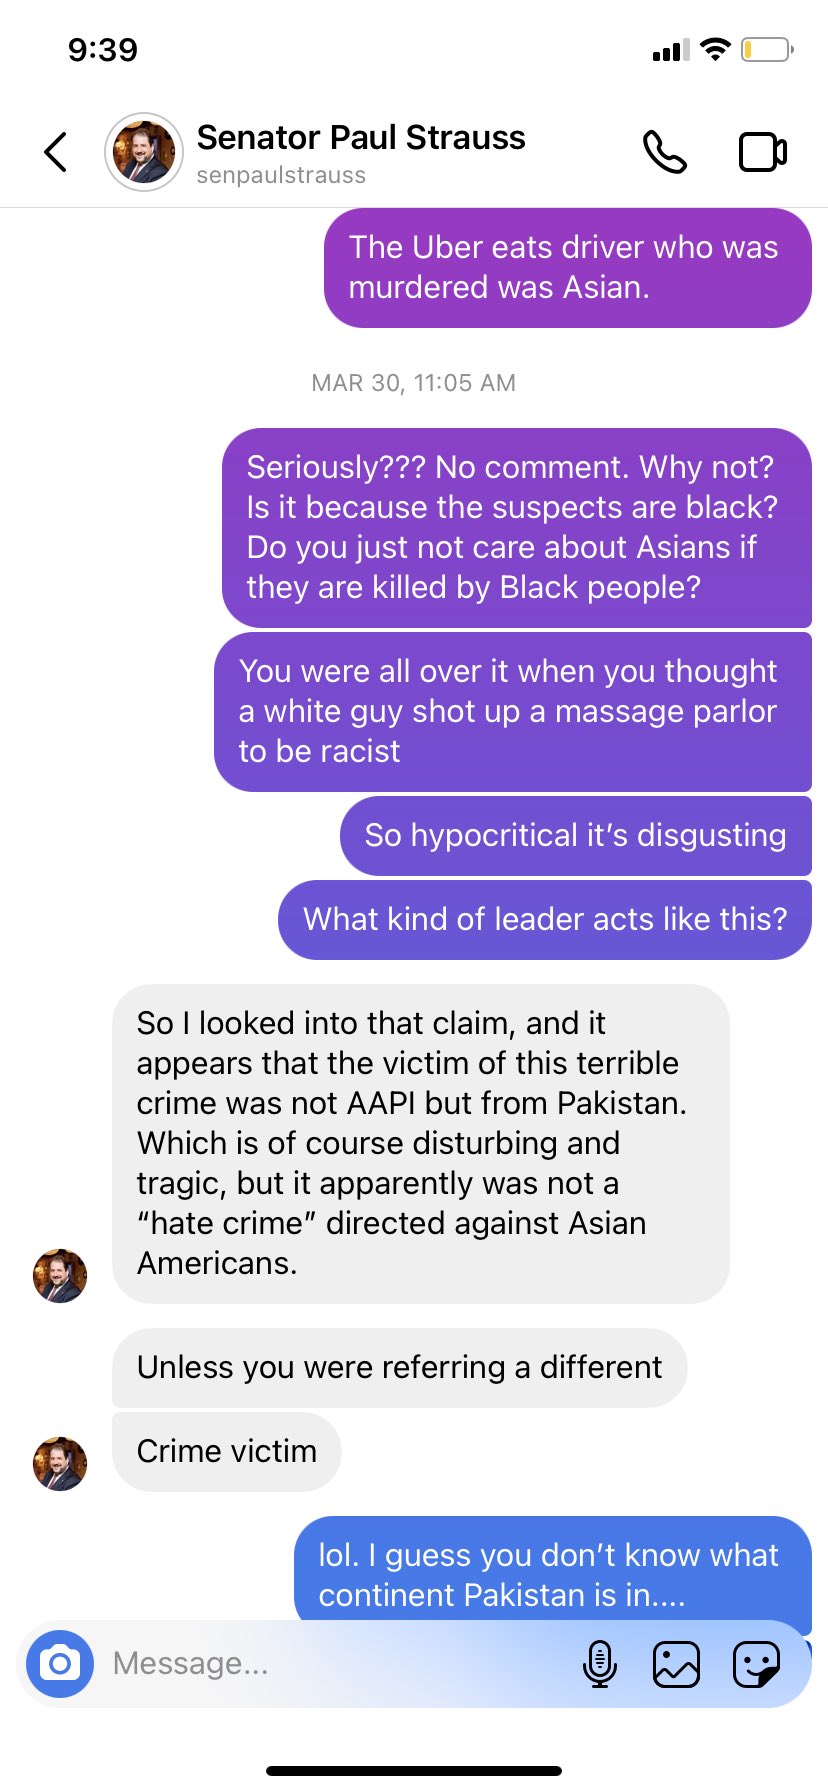 9:39
Senator Paul Strauss
senpaulstrauss
The Uber eats driver who was
murdered was Asian.
MAR 30, 11:05 AM
Seriously??? No comment. Why not?
Is it because the suspects are black?
Do you just not care about Asians if
they are killed by Black people?
You were all over it when you thought
a white guy shot up a massage parlor
to be racist
So hypocritical it’s disgusting
What kind of leader acts like this?
So I looked into that claim, and it
appears that the victim of this terrible
crime was not AAPI but from Pakistan.
Which is of course disturbing and
tragic, but it apparently was not a
“hate crime” directed against Asian
Americans.
Unless you were referring a different
Crime victim
lol. I guess you don’t know what
continent Pakistan is in....
Message...